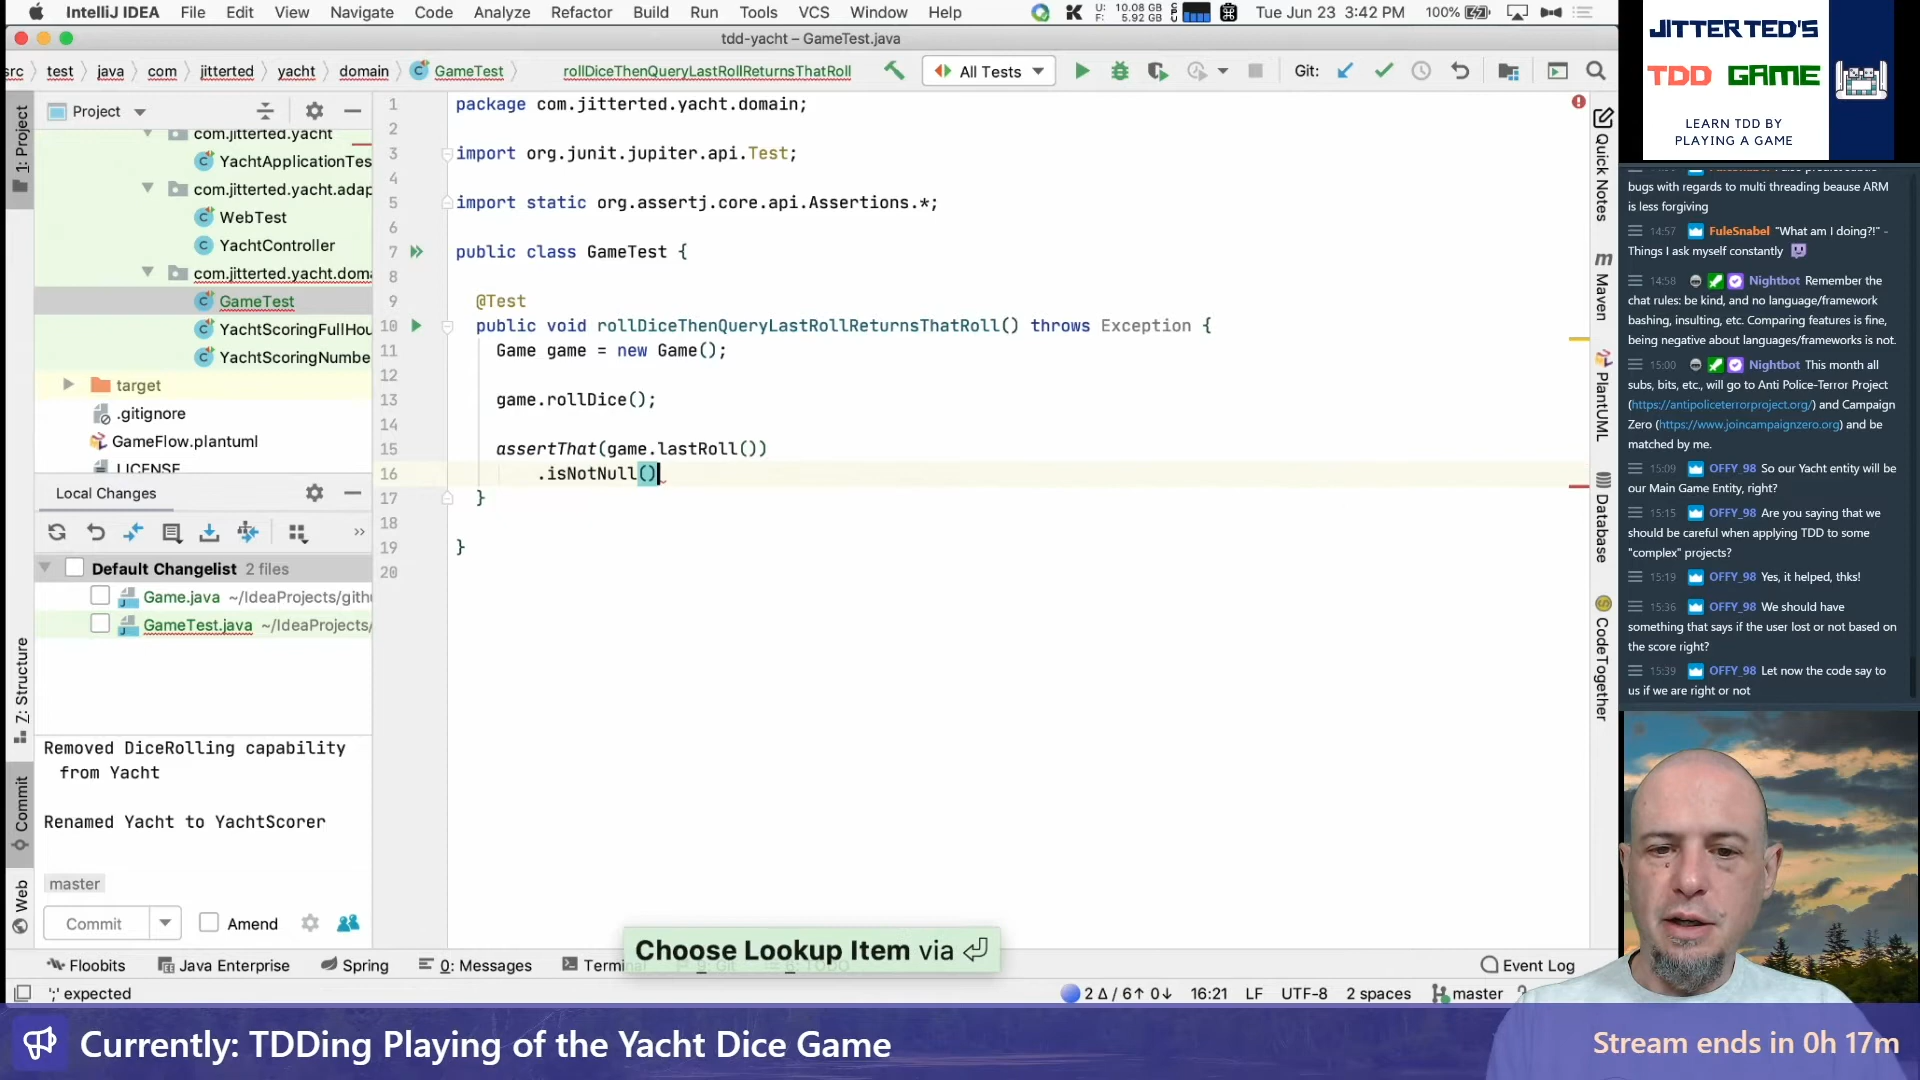 IntelliJ IDEA File Edit View Navigate Code Analyze Refactor Build Run Tools VCS Window Help
U: 10.08 GB
F: 5.92 GB
Tue Jun 23 3:42 PM 100%
tdd-yacht – GameTest.java
src test java com jitterted yacht domain GameTest rollDiceThenQueryLastRollReturnsThatRoll All Tests Git:
1: Project
Project
com.jitterted.yacht
YachtApplicationTes
com.jitterted.yacht.adap
WebTest
YachtController
com.jitterted.yacht.doma
GameTest
YachtScoringFullHou
YachtScoringNumbe
target
.gitignore
GameFlow.plantuml
LICENSE
Local Changes
Default Changelist 2 files
Game.java ~/IdeaProjects/gith
GameTest.java ~/IdeaProjects/
Z: Structure
Commit
Web
Removed DiceRolling capability
from Yacht
Renamed Yacht to YachtScorer
master
Commit Amend
1 package com.jitterted.yacht.domain;
2
3 import org.junit.jupiter.api.Test;
4
5 import static org.assertj.core.api.Assertions.*;
6
7 public class GameTest {
8
9 @Test
10 public void rollDiceThenQueryLastRollReturnsThatRoll() throws Exception {
11 Game game = new Game();
12
13 game.rollDice();
14
15 assertThat(game.lastRoll())
16 .isNotNull()
17 }
18
19 }
20
Quick Notes
Maven
PlantUML
Database
CodeTogether
Choose Lookup Item via ⏎
Floobits Java Enterprise Spring 0: Messages Termin Event Log
';' expected 2 Δ / 6↑ 0↓ 16:21 LF UTF-8 2 spaces master
JITTERTED'S
TDD GAME
LEARN TDD BY
PLAYING A GAME
bugs with regards to multi threading beause ARM
is less forgiving
14:57 FuleSnabel "What am I doing?!" -
Things I ask myself constantly
14:58 Nightbot Remember the
chat rules: be kind, and no language/framework
bashing, insulting, etc. Comparing features is fine,
being negative about languages/frameworks is not.
15:00 Nightbot This month all
subs, bits, etc., will go to Anti Police-Terror Project
(https://antipoliceterrorproject.org/) and Campaign
Zero (https://www.joincampaignzero.org) and be
matched by me.
15:09 OFFY_98 So our Yacht entity will be
our Main Game Entity, right?
15:15 OFFY_98 Are you saying that we
should be careful when applying TDD to some
"complex" projects?
15:19 OFFY_98 Yes, it helped, thks!
15:36 OFFY_98 We should have
something that says if the user lost or not based on
the score right?
15:39 OFFY_98 Let now the code say to
us if we are right or not
Currently: TDDing Playing of the Yacht Dice Game
Stream ends in 0h 17m